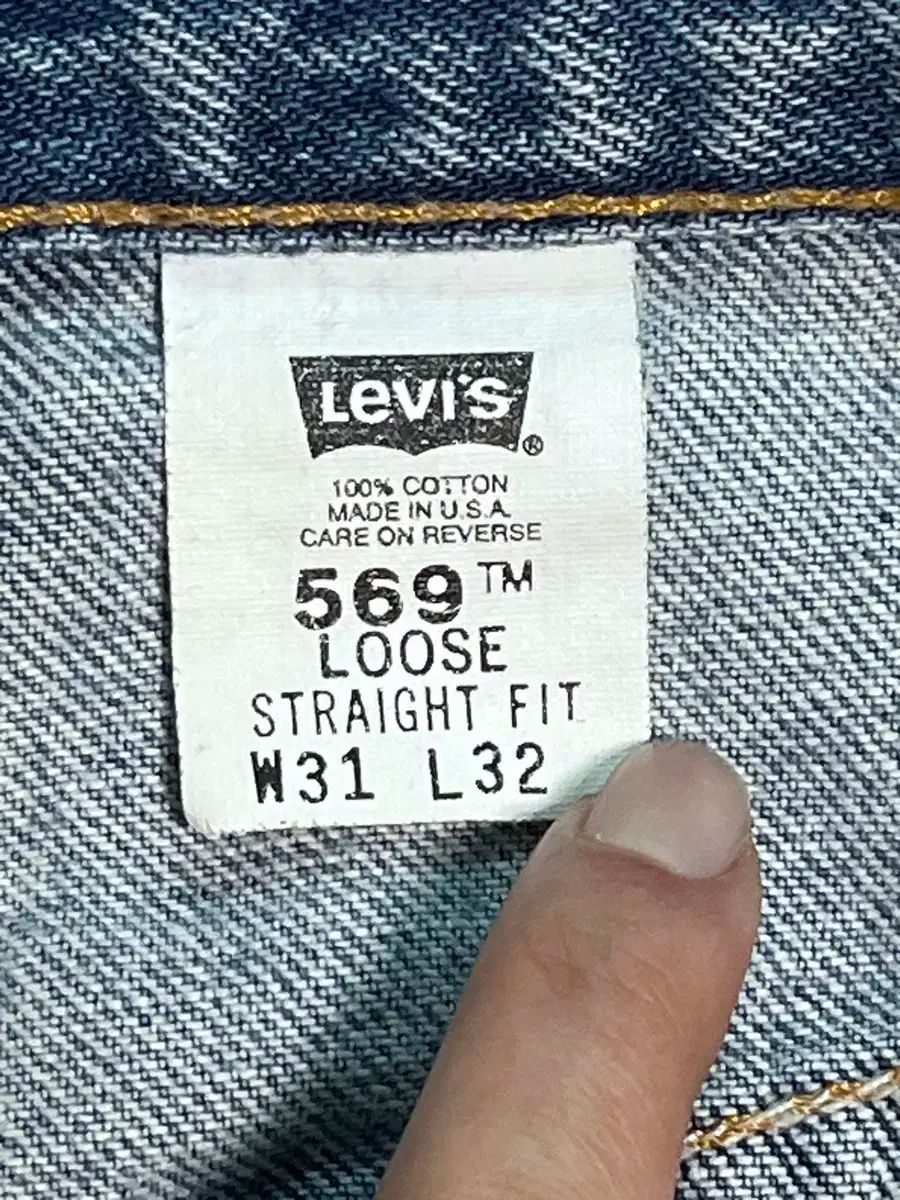 Levi's ®
100% COTTON
MADE IN U.S.A.
CARE ON REVERSE
569™
LOOSE
STRAIGHT FIT
W31 L32